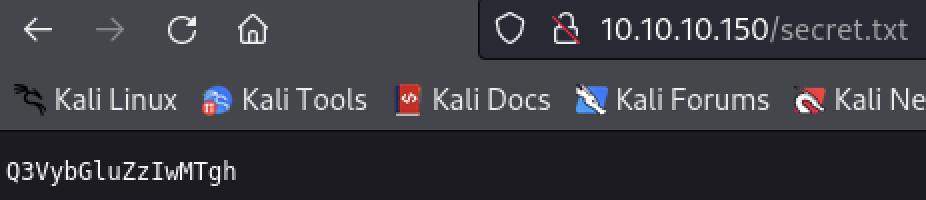 10.10.10.150/secret.txt
Kali Linux Kali Tools Kali Docs Kali Forums Kali Ne
Q3VybGluZzIwMTgh